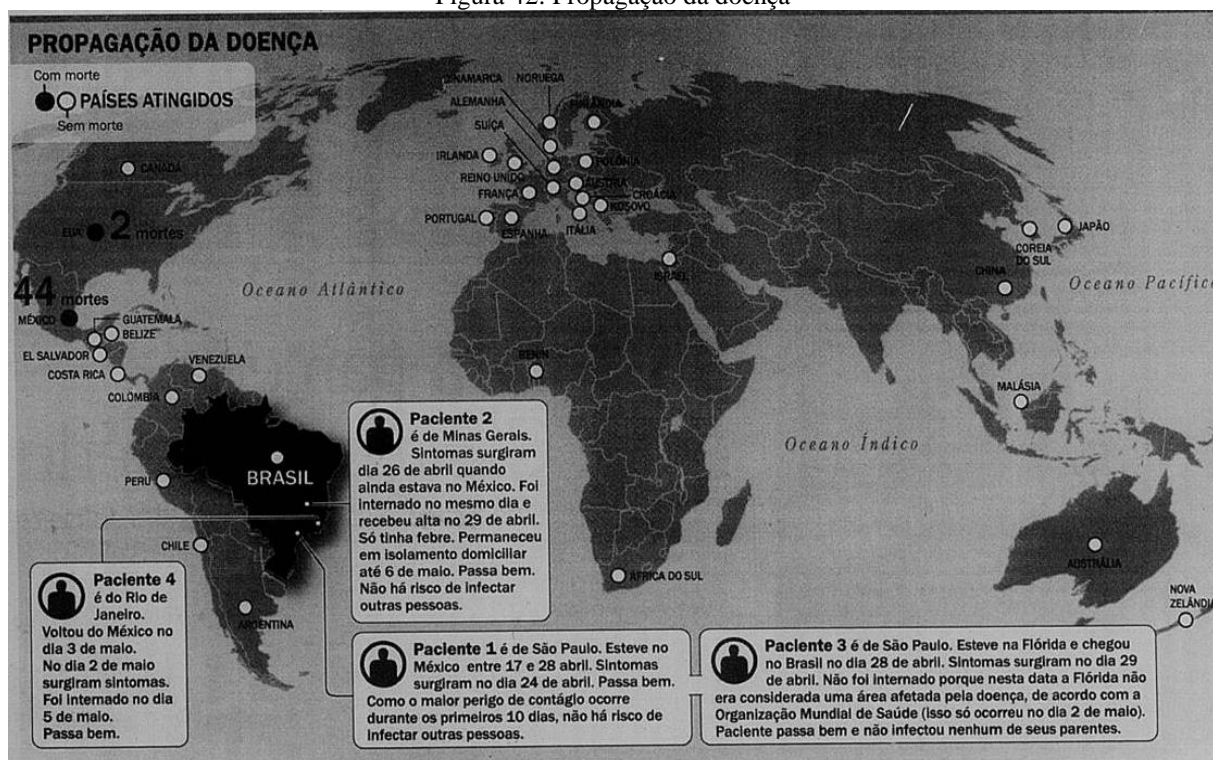 Figura 42: Propagação da doença
PROPAGAÇÃO DA DOENÇA
Com morte
PAÍSES ATINGIDOS
Sem morte
CANADÁ
EUA 2 mortes
44 mortes
MÉXICO
GUATEMALA
BELIZE
EL SALVADOR
COSTA RICA
VENEZUELA
COLÔMBIA
PERU
BRASIL
CHILE
ARGENTINA
Oceano Atlântico
DINAMARCA
NORUEGA
FINLÂNDIA
ALEMANHA
SUÍÇA
IRLANDA
REINO UNIDO
POLÔNIA
ÁUSTRIA
FRANÇA
CROÁCIA
KOSOVO
PORTUGAL
ESPANHA
ITÁLIA
ISRAEL
BENIN
ÁFRICA DO SUL
CHINA
COREIA
DO SUL
JAPÃO
Oceano Pacífico
MALÁSIA
Oceano Índico
AUSTRÁLIA
NOVA
ZELÂNDIA
Paciente 2
é de Minas Gerais.
Sintomas surgiram
dia 26 de abril quando
ainda estava no México. Foi
internado no mesmo dia e
recebeu alta no 29 de abril.
Só tinha febre. Permaneceu
em isolamento domiciliar
até 6 de maio. Passa bem.
Não há risco de infectar
outras pessoas.
Paciente 4
é do Rio de
Janeiro.
Voltou do México no
dia 3 de maio.
No dia 2 de maio
surgiram sintomas.
Foi internado no dia
5 de maio.
Passa bem.
Paciente 1 é de São Paulo. Esteve no
México entre 17 e 28 abril. Sintomas
surgiram no dia 24 de abril. Passa bem.
Como o maior perigo de contágio ocorre
durante os primeiros 10 dias, não há risco de
infectar outras pessoas.
Paciente 3 é de São Paulo. Esteve na Flórida e chegou
no Brasil no dia 28 de abril. Sintomas surgiram no dia 29
de abril. Não foi internado porque nesta data a Flórida não
era considerada uma área afetada pela doença, de acordo com a
Organização Mundial de Saúde (isso só ocorreu no dia 2 de maio).
Paciente passa bem e não infectou nenhum de seus parentes.